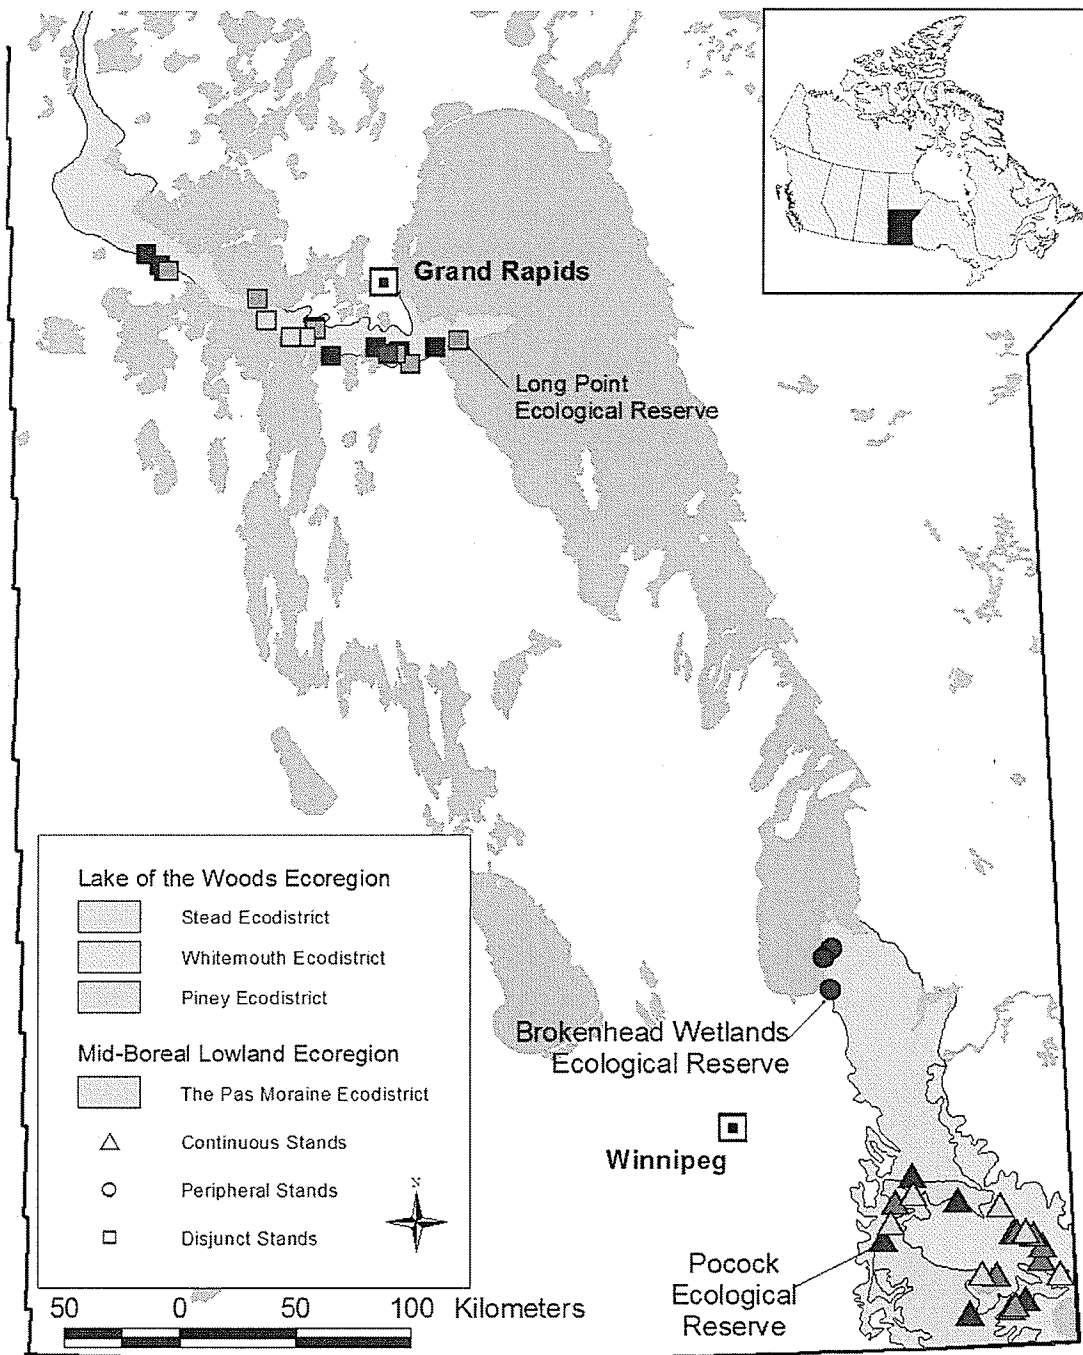 Grand Rapids
Long Point
Ecological Reserve
Lake of the Woods Ecoregion
Stead Ecodistrict
Whitemouth Ecodistrict
Piney Ecodistrict
Mid-Boreal Lowland Ecoregion
The Pas Moraine Ecodistrict
Continuous Stands
Peripheral Stands
Disjunct Stands
N
Brokenhead Wetlands
Ecological Reserve
Winnipeg
Pocock
Ecological
Reserve
50 0 50 100 Kilometers